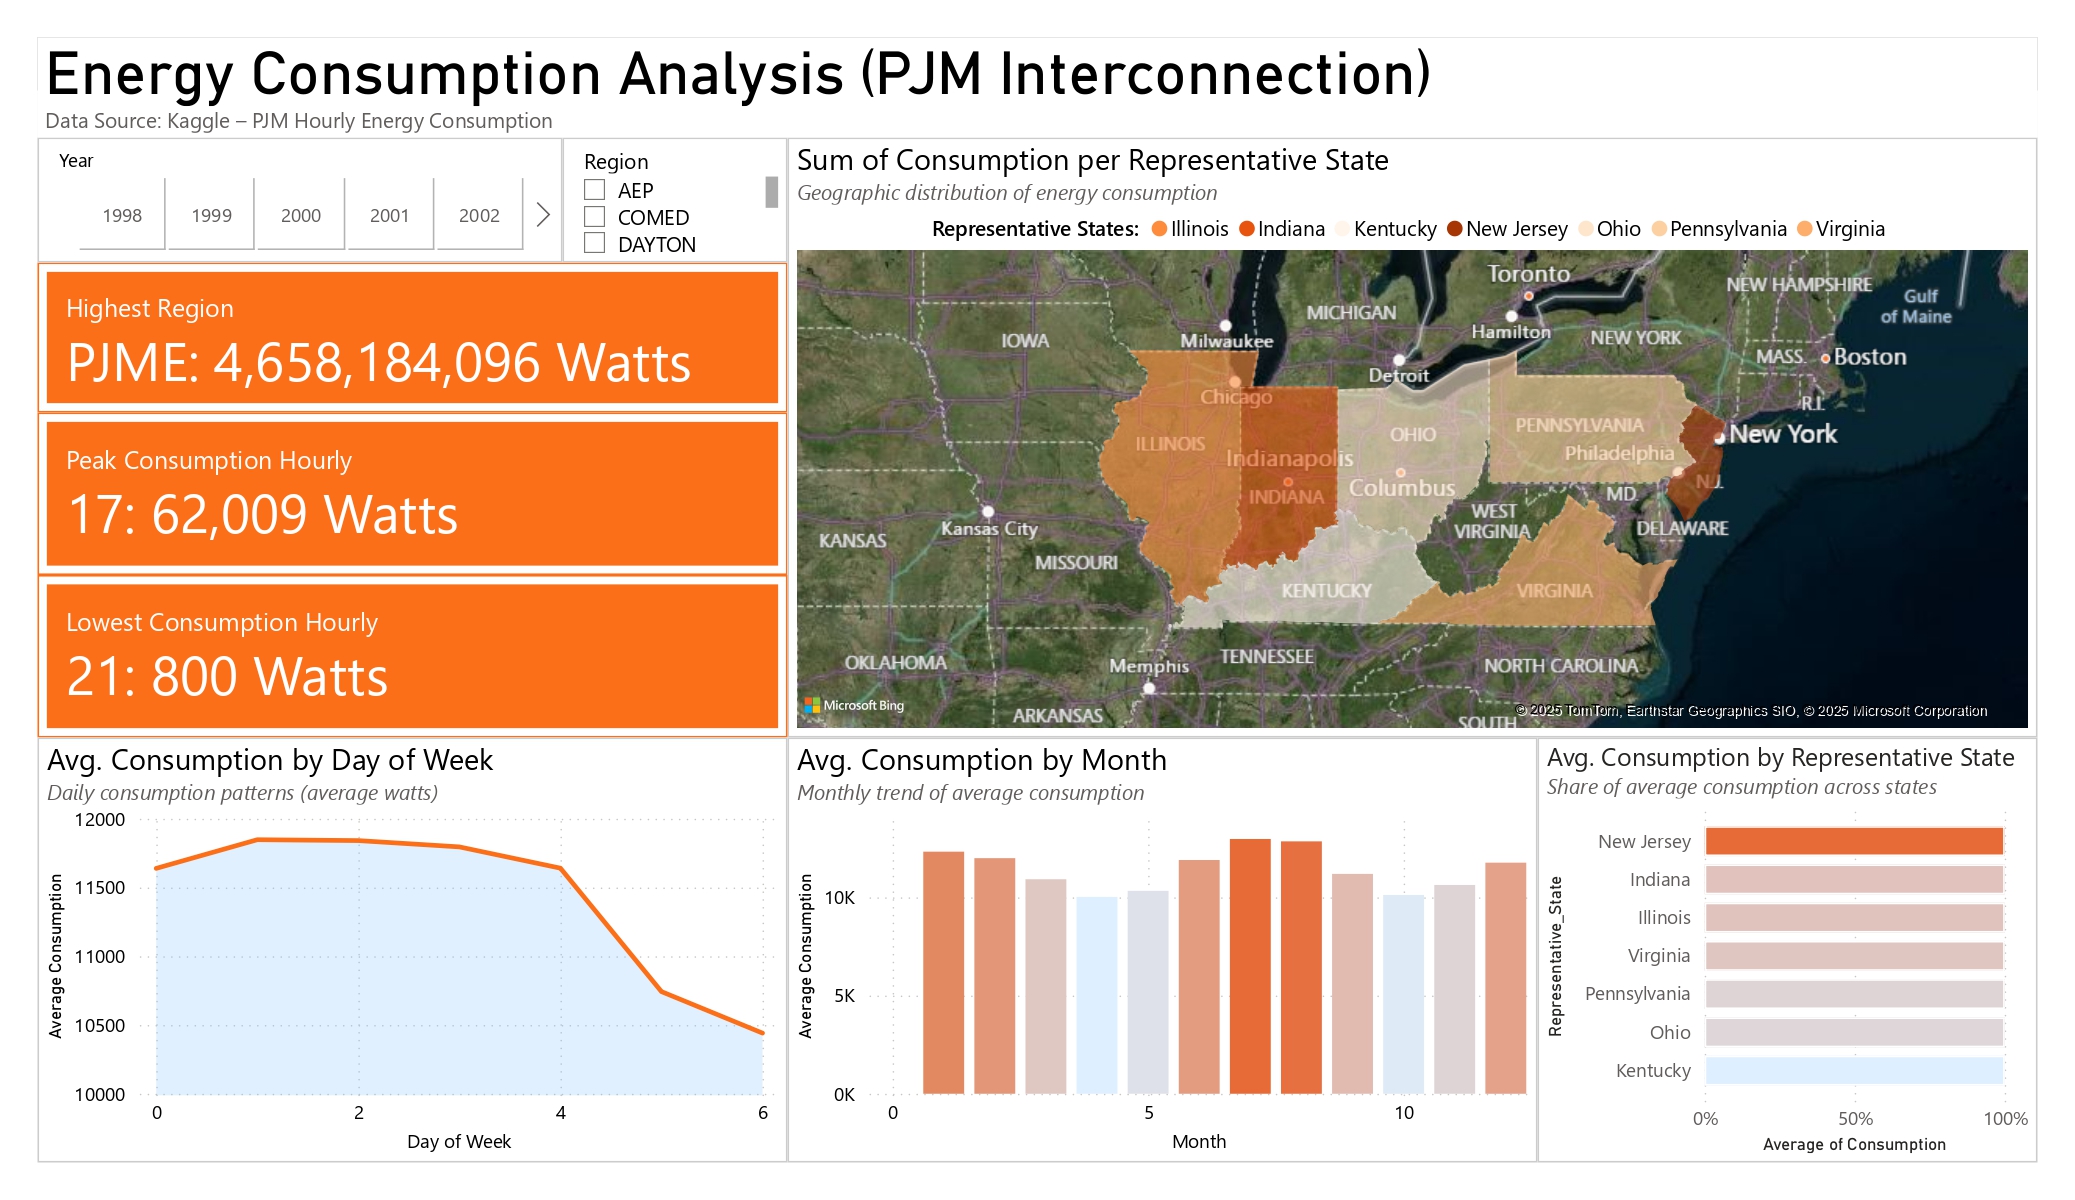 Energy Consumption Analysis (PJM Interconnection)
Data Source: Kaggle – PJM Hourly Energy Consumption
Year
1998 1999 2000 2001 2002
Region
AEP
COMED
DAYTON
Highest Region
PJME: 4,658,184,096 Watts
Peak Consumption Hourly
17: 62,009 Watts
Lowest Consumption Hourly
21: 800 Watts
Sum of Consumption per Representative State
Geographic distribution of energy consumption
Representative States: Illinois Indiana Kentucky New Jersey Ohio Pennsylvania Virginia
Toronto
NEW HAMPSHIRE
Gulf
of Maine
MICHIGAN
Hamilton
IOWA
Milwaukee
NEW YORK
MASS.
Boston
Detroit
Chicago
R.I.
ILLINOIS
OHIO
PENNSYLVANIA
New York
Indianapolis
Philadelphia
INDIANA
Columbus
N.J.
MD.
WEST
VIRGINIA
DELAWARE
Kansas City
KANSAS
MISSOURI
KENTUCKY
VIRGINIA
OKLAHOMA
Memphis
TENNESSEE
NORTH CAROLINA
Microsoft Bing
ARKANSAS
SOUTH
© 2025 TomTom, Earthstar Geographics SIO, © 2025 Microsoft Corporation
Avg. Consumption by Day of Week
Daily consumption patterns (average watts)
Average Consumption
12000
11500
11000
10500
10000
0 2 4 6
Day of Week
Avg. Consumption by Month
Monthly trend of average consumption
Average Consumption
10K
5K
0K
0 5 10
Month
Avg. Consumption by Representative State
Share of average consumption across states
Representative_State
New Jersey
Indiana
Illinois
Virginia
Pennsylvania
Ohio
Kentucky
0% 50% 100%
Average of Consumption